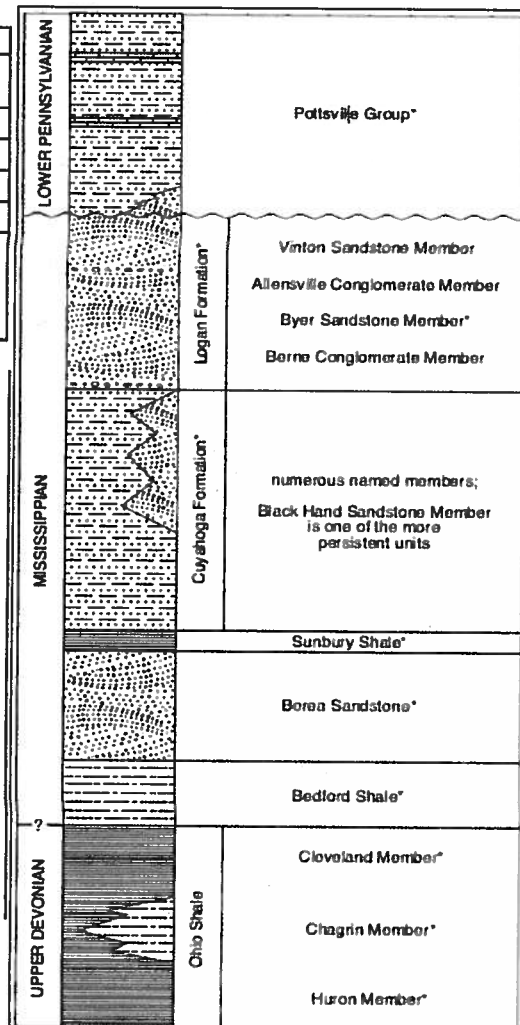 LOWER PENNSYLVANIAN
Pottsville Group*
MISSISSIPPIAN
Logan Formation*
Vinton Sandstone Member
Allensville Conglomerate Member
Byer Sandstone Member*
Berne Conglomerate Member
Cuyahoga Formation*
numerous named members;
Black Hand Sandstone Member
is one of the more
persistent units
Sunbury Shale*
Berea Sandstone*
Bedford Shale*
?
UPPER DEVONIAN
Ohio Shale
Cleveland Member*
Chagrin Member*
Huron Member*